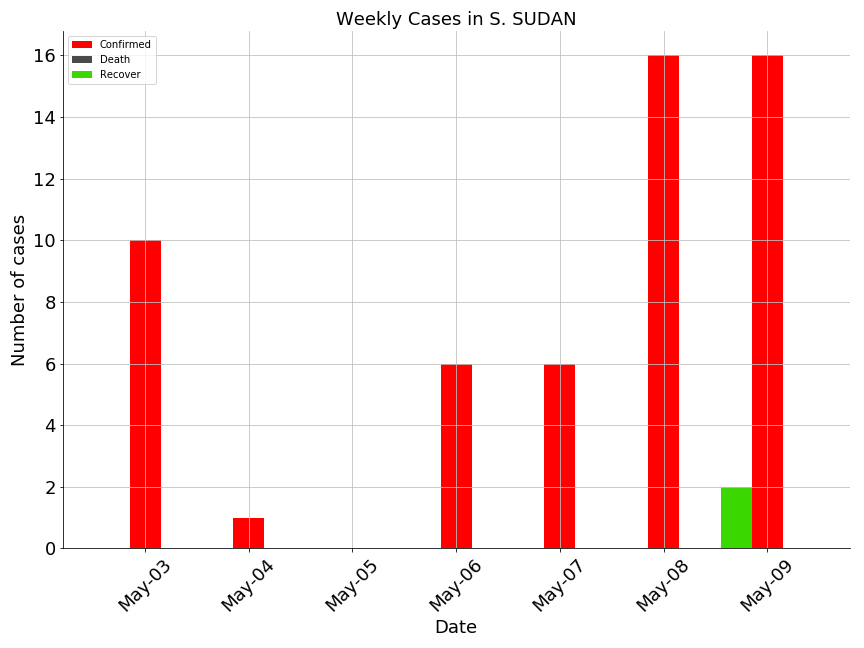 Weekly Cases in S. SUDAN
Confirmed
Death
Recover
Number of cases
16
14
12
10
8
6
4
2
0
May-03 May-04 May-05 May-06 May-07 May-08 May-09
Date